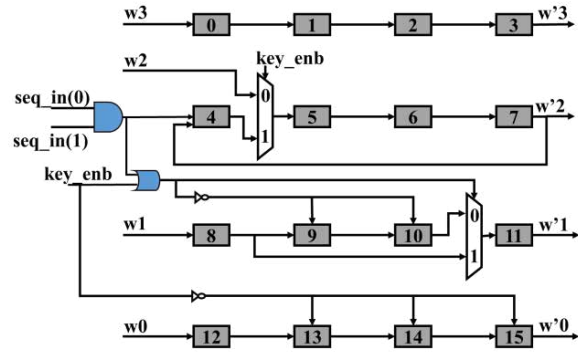 w3 0 1 2 3 w'3
w2 key_enb
0
seq_in(0)
4 5 6 7 w'2
1
seq_in(1)
key_enb
0
w1 8 9 10 11 w'1
1
w0 12 13 14 15 w'0